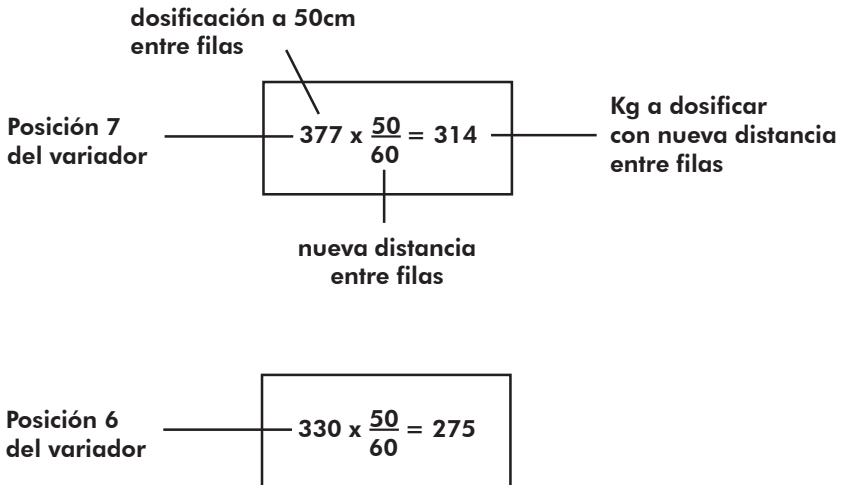 dosificación a 50cm
entre filas
Posición 7
del variador
377 x 50/60 = 314
Kg a dosificar
con nueva distancia
entre filas
nueva distancia
entre filas
Posición 6
del variador
330 x 50/60 = 275